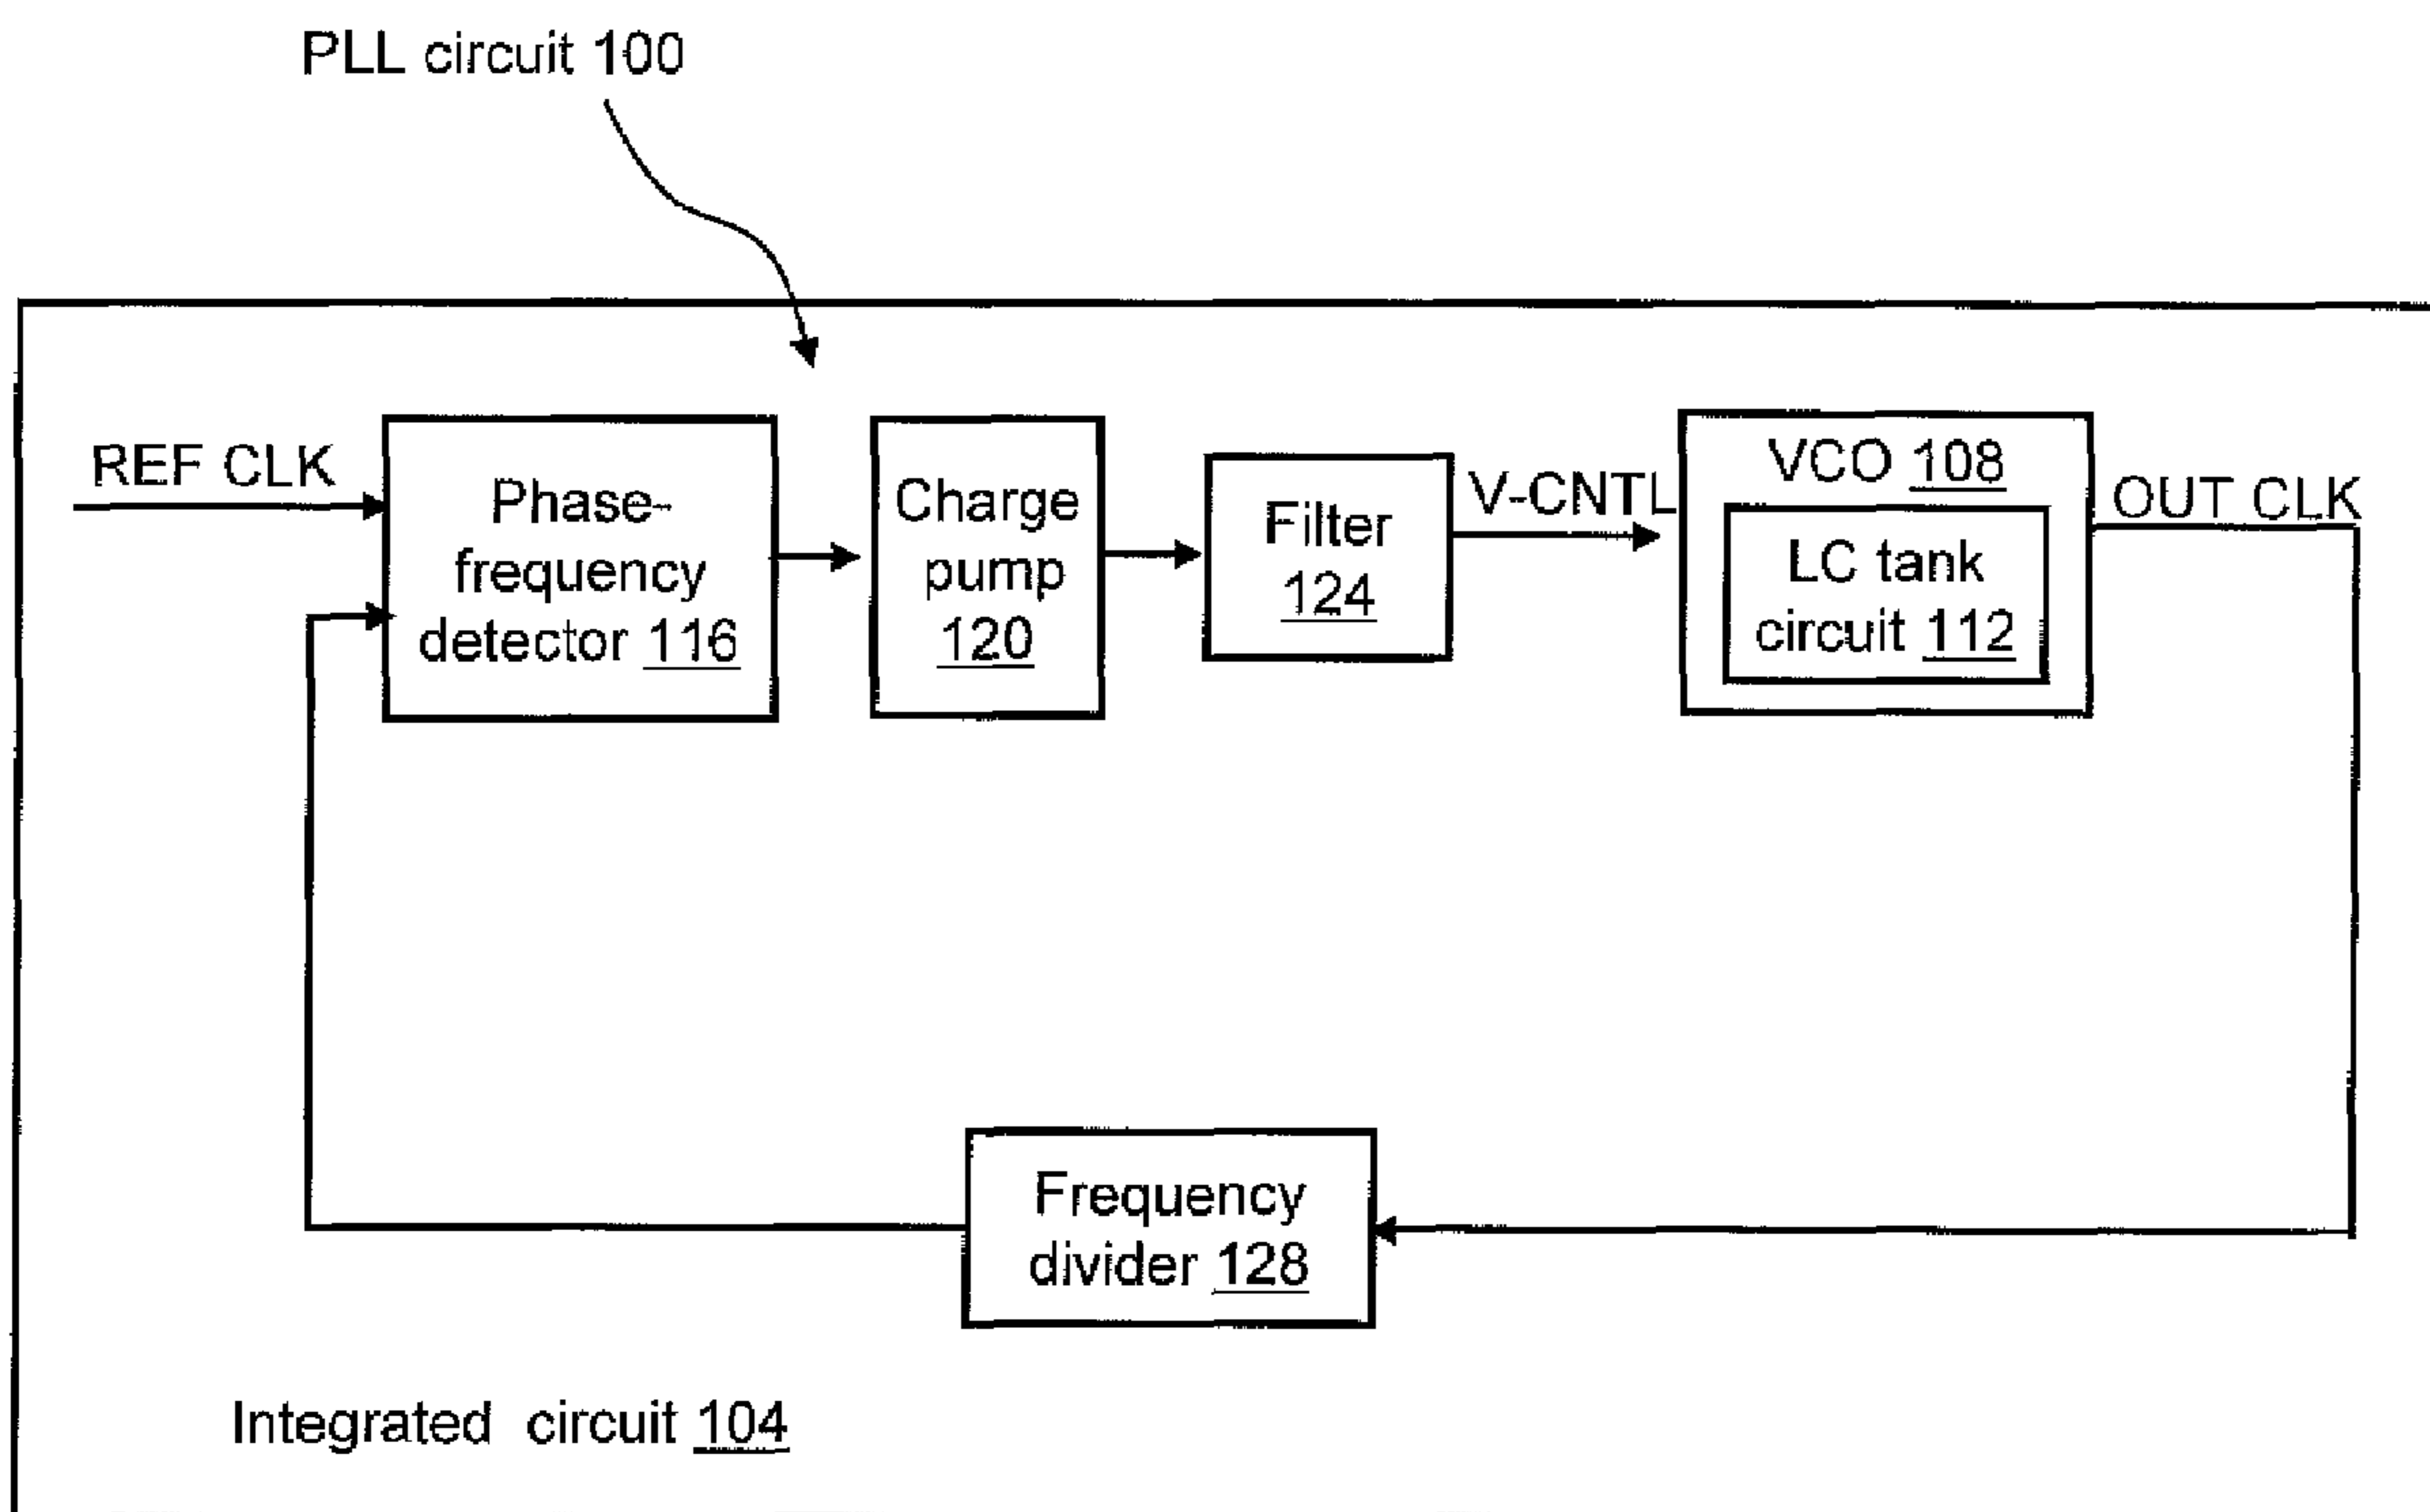 PLL circuit 100
REF CLK
Phase-
frequency
detector 116
Charge
pump
120
Filter
124
V-CNTL
VCO 108
LC tank
circuit 112
OUT CLK
Frequency
divider 128
Integrated circuit 104